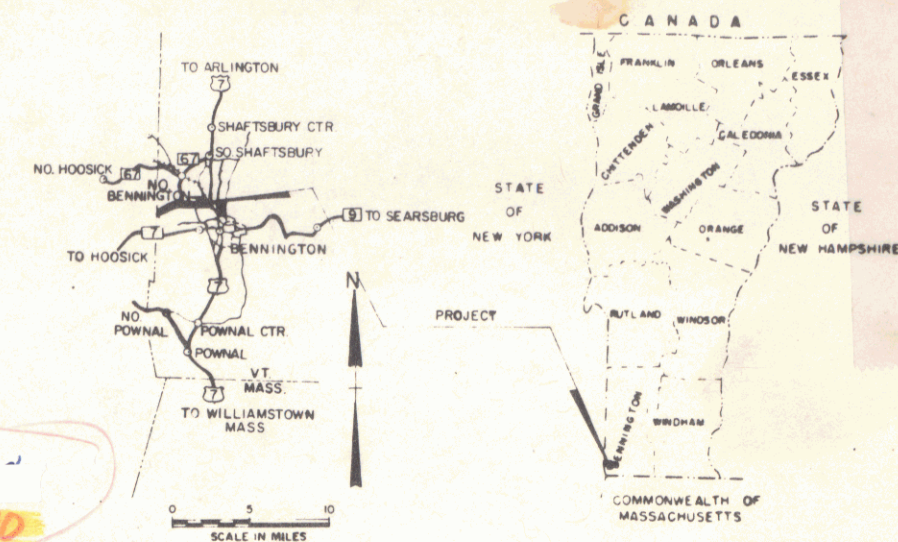 TO ARLINGTON
7
SHAFTSBURY CTR.
67
SO. SHAFTSBURY
NO. HOOSICK
67
NO.
BENNINGTON
9 TO SEARSBURG
7
BENNINGTON
TO HOOSICK
7
N
NO.
POWNAL
POWNAL CTR.
POWNAL
VT.
MASS.
7
TO WILLIAMSTOWN
MASS
0 5 10
SCALE IN MILES
CANADA
GRAND ISLE
FRANKLIN
ORLEANS
ESSEX
LAMOILLE
CALEDONIA
CHITTENDEN
WASHINGTON
STATE
OF
NEW YORK
ADDISON
ORANGE
STATE
OF
NEW HAMPSHIRE
PROJECT
RUTLAND
WINDSOR
BENNINGTON
WINDHAM
COMMONWEALTH OF
MASSACHUSETTS